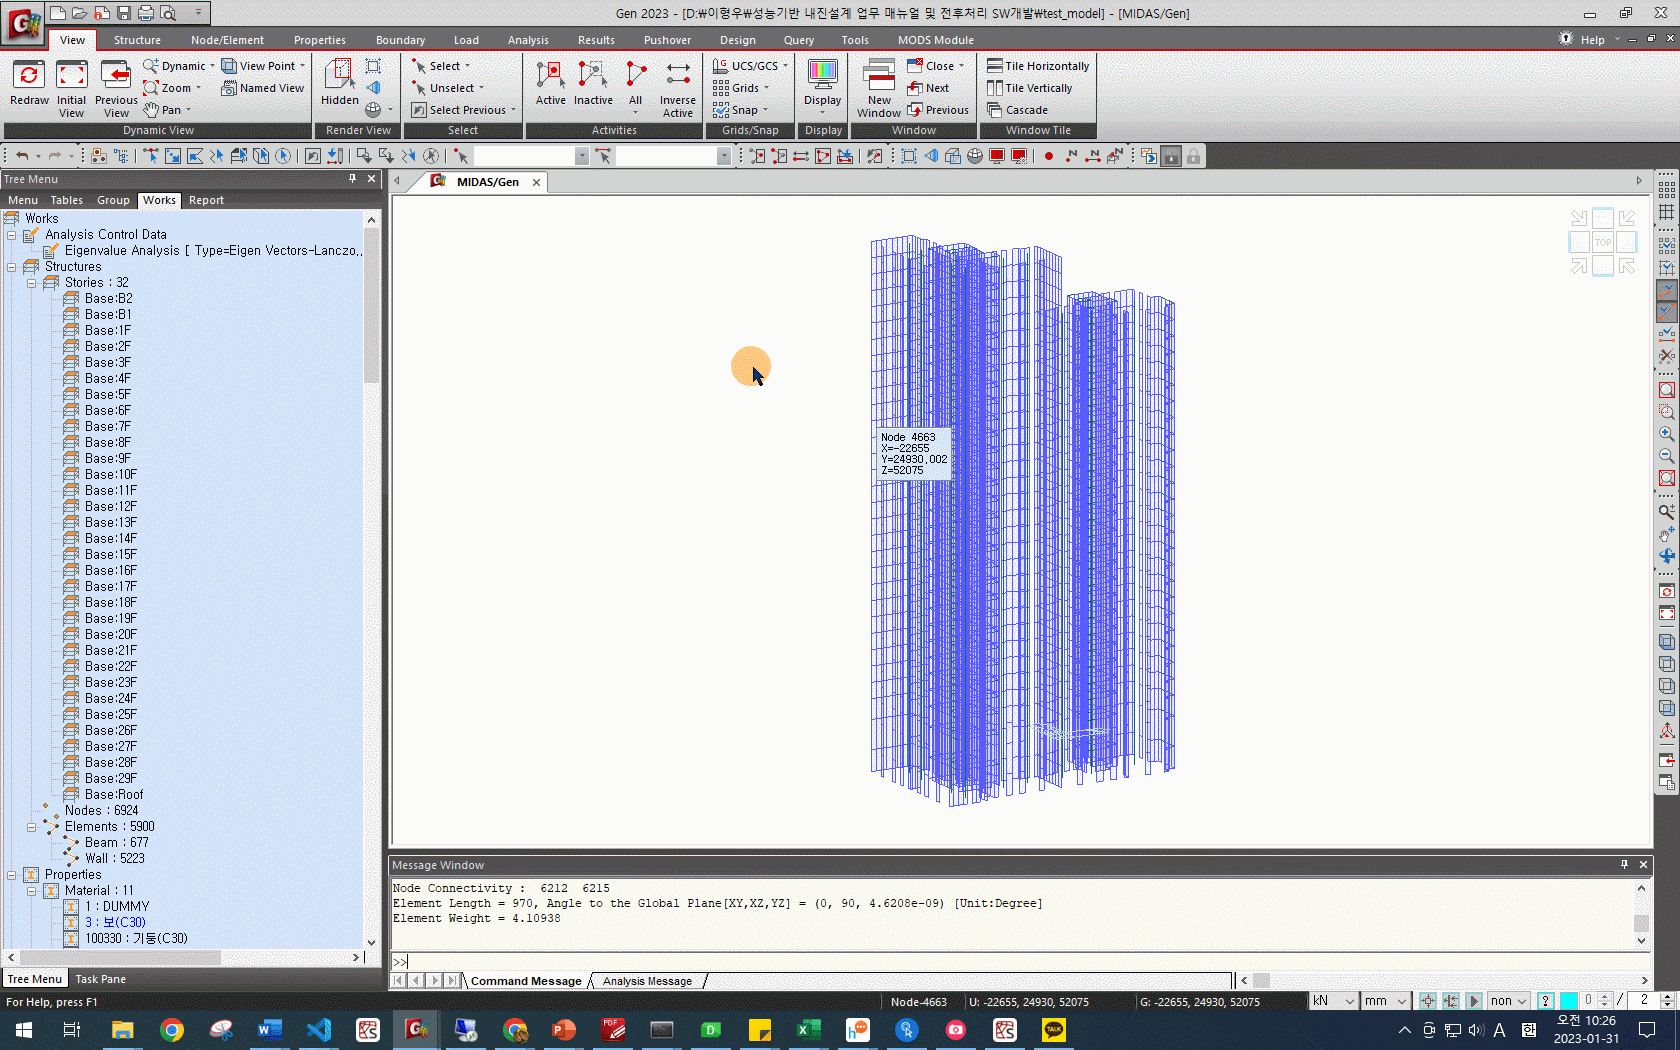 Gen 2023 - [D:₩이형우₩성능기반 내진설계 업무 매뉴얼 및 전후처리 SW개발₩test_model] - [MIDAS/Gen]
View Structure Node/Element Properties Boundary Load Analysis Results Pushover Design Query Tools MODS Module Help
Redraw
Initial View
Previous View
Dynamic
Zoom
Pan
View Point
Named View
Dynamic View
Hidden
Render View
Select
Unselect
Select Previous
Select
Active
Inactive
All
Inverse Active
Activities
UCS/GCS
Grids
Snap
Grids/Snap
Display
Display
New Window
Close
Next
Previous
Window
Tile Horizontally
Tile Vertically
Cascade
Window Tile
Tree Menu
Menu Tables Group Works Report
Works
Analysis Control Data
Eigenvalue Analysis [ Type=Eigen Vectors-Lanczo,..
Structures
Stories : 32
Base:B2
Base:B1
Base:1F
Base:2F
Base:3F
Base:4F
Base:5F
Base:6F
Base:7F
Base:8F
Base:9F
Base:10F
Base:11F
Base:12F
Base:13F
Base:14F
Base:15F
Base:16F
Base:17F
Base:18F
Base:19F
Base:20F
Base:21F
Base:22F
Base:23F
Base:24F
Base:25F
Base:26F
Base:27F
Base:28F
Base:29F
Base:Roof
Nodes : 6924
Elements : 5900
Beam : 677
Wall : 5223
Properties
Material : 11
1 : DUMMY
3 : 보(C30)
100330 : 기둥(C30)
Tree Menu Task Pane
MIDAS/Gen
TOP
Node 4663
X=-22655
Y=24930,002
Z=52075
Message Window
Node Connectivity :  6212  6215
Element Length = 970, Angle to the Global Plane[XY,XZ,YZ] = (0, 90, 4.6208e-09) [Unit:Degree]
Element Weight = 4.10938
>>
Command Message Analysis Message
For Help, press F1
Node-4663 U: -22655, 24930, 52075 G: -22655, 24930, 52075 kN mm non ? 0 / 2
A 한 오전 10:26
2023-01-31